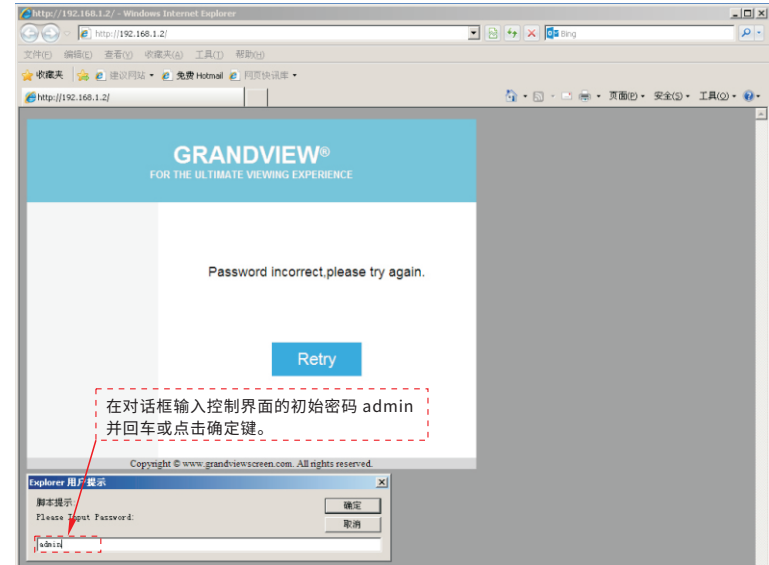 http://192.168.1.2/ - Windows Internet Explorer
http://192.168.1.2/
Bing
文件(F) 编辑(E) 查看(V) 收藏夹(A) 工具(T) 帮助(H)
收藏夹 建议网站 免费 Hotmail 网页快讯库
http://192.168.1.2/
页面(P) 安全(S) 工具(O)
GRANDVIEW®
FOR THE ULTIMATE VIEWING EXPERIENCE
Password incorrect,please try again.
Retry
在对话框输入控制界面的初始密码 admin
并回车或点击确定键。
Copyright © www.grandviewscreen.com. All rights reserved.
Explorer 用户提示
脚本提示:
Please Input Password:
确定
取消
admin